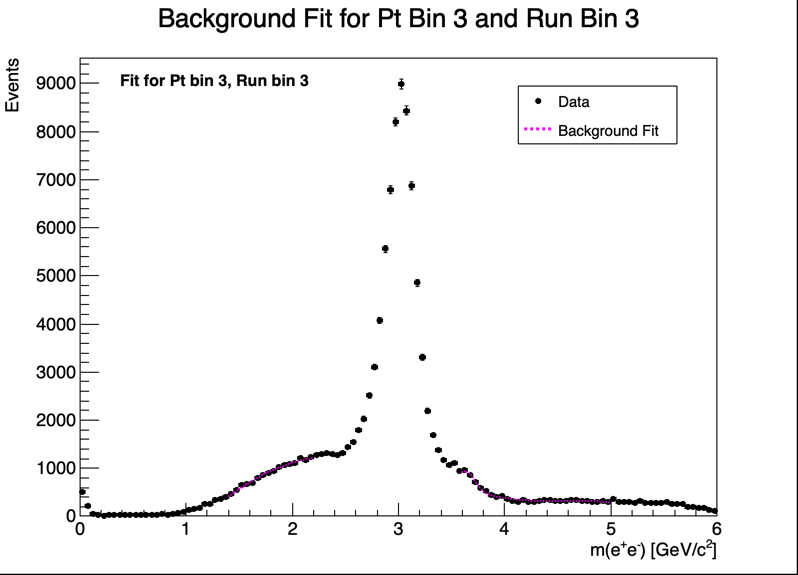 Background Fit for Pt Bin 3 and Run Bin 3
Events
Fit for Pt bin 3, Run bin 3
Data
Background Fit
9000
8000
7000
6000
5000
4000
3000
2000
1000
0
0 1 2 3 4 5 6
m(e⁺e⁻) [GeV/c²]